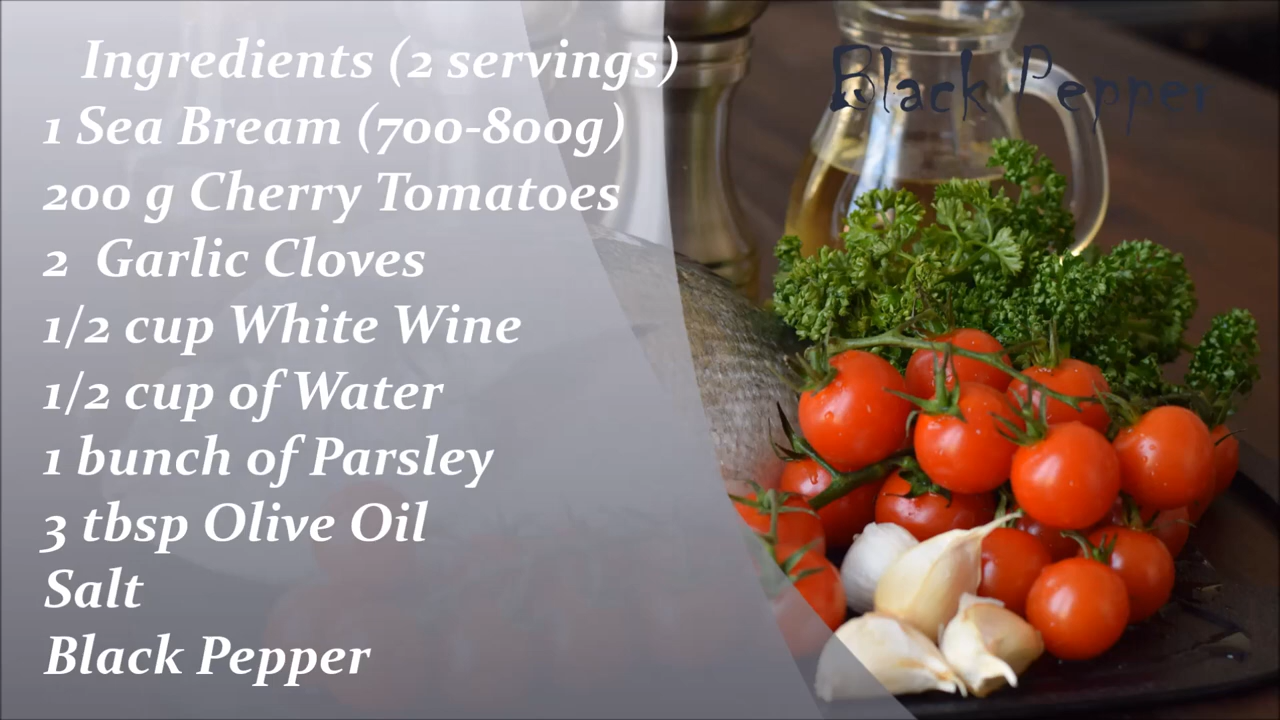 Ingredients (2 servings)
1 Sea Bream (700-800g)
200 g Cherry Tomatoes
2 Garlic Cloves
1/2 cup White Wine
1/2 cup of Water
1 bunch of Parsley
3 tbsp Olive Oil
Salt
Black Pepper
Black Pepper